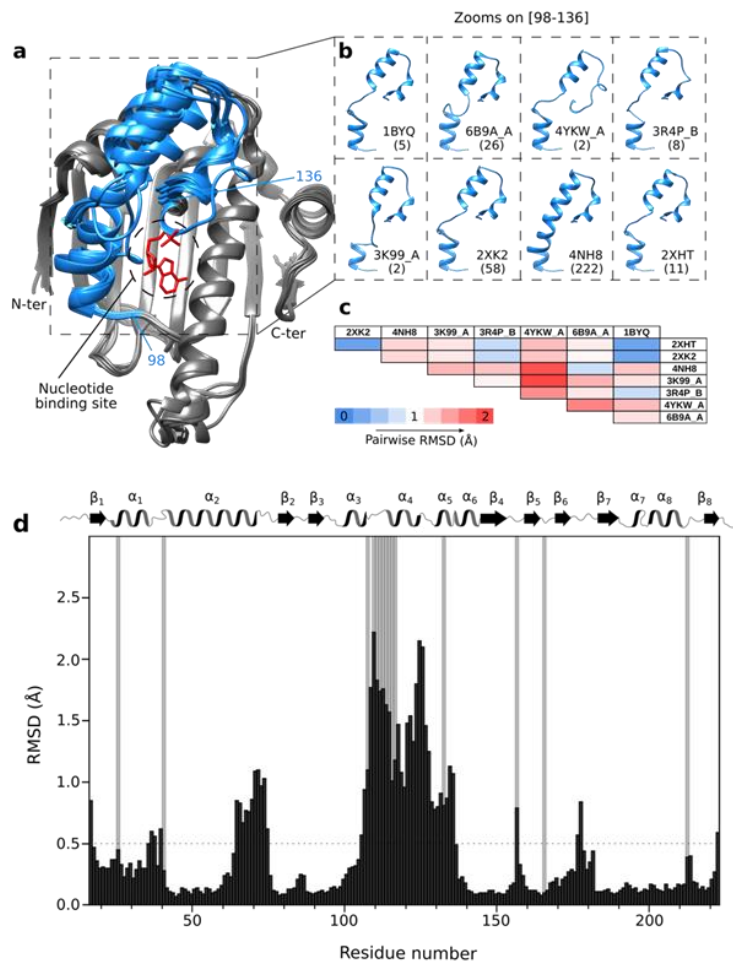 Zooms on [98-136]
a
b
1BYQ
(5)
6B9A_A
(26)
4YKW_A
(2)
3R4P_B
(8)
136
3K99_A
(2)
2XK2
(58)
4NH8
(222)
2XHT
(11)
N-ter
C-ter
98
Nucleotide
binding site
c
2XK2 4NH8 3K99_A 3R4P_B 4YKW_A 6B9A_A 1BYQ
2XHT
2XK2
4NH8
3K99_A
3R4P_B
4YKW_A
6B9A_A
0 1 2
Pairwise RMSD (Å)
β1 α1 α2 β2 β3 α3 α4 α5 α6 β4 β5 β6 β7 α7 α8 β8
d
2.5
2.0
1.5
1.0
0.5
0.0
RMSD (Å)
50 100 150 200
Residue number